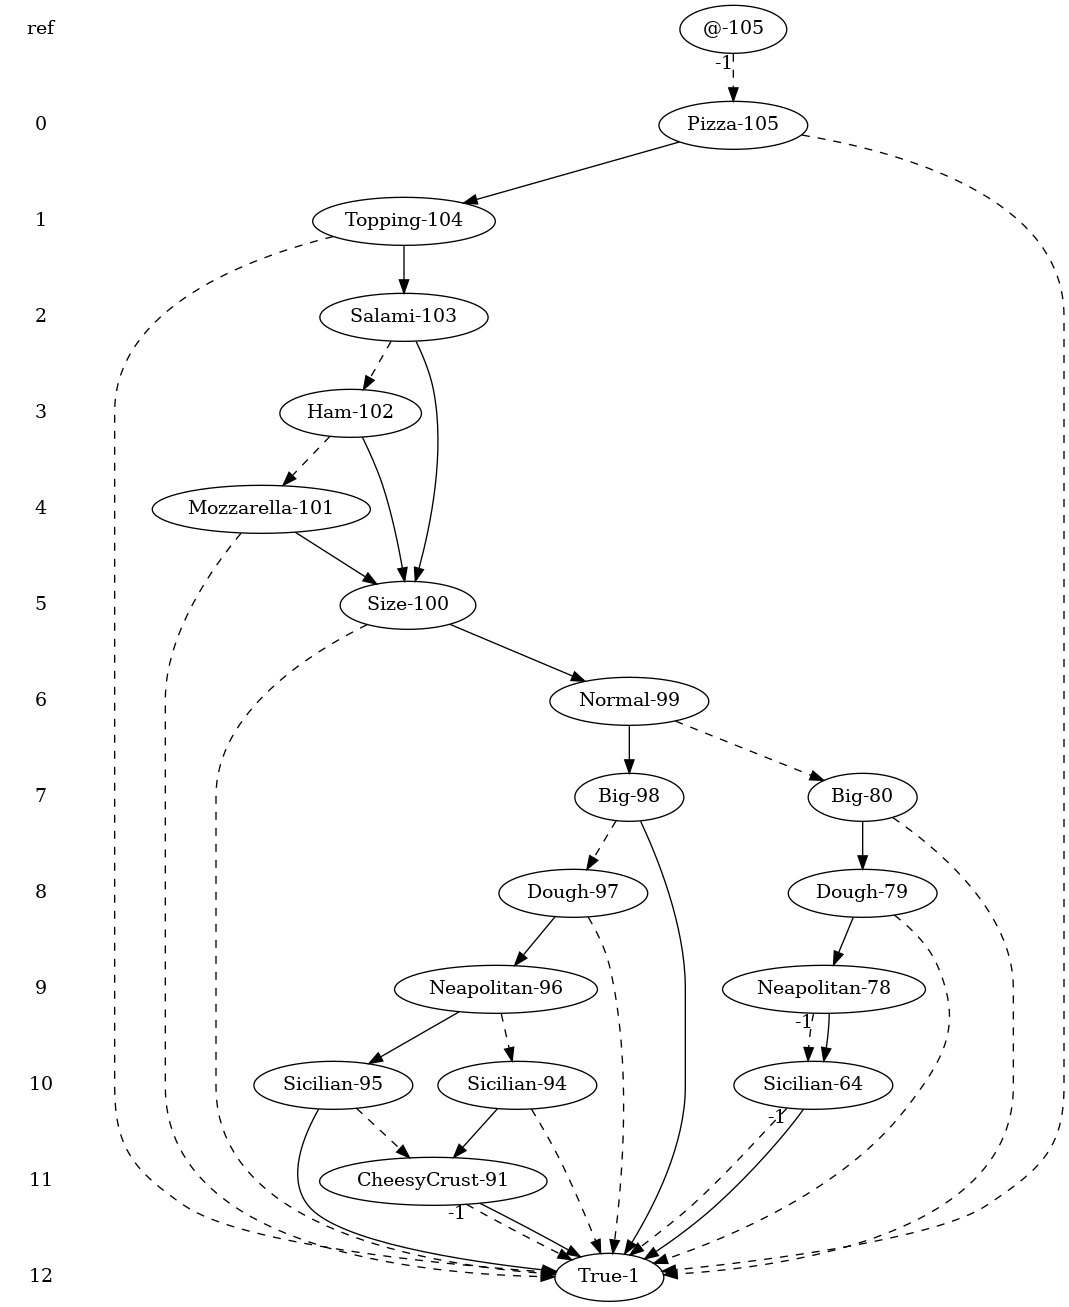 ref
@-105
-1
0
Pizza-105
1
Topping-104
2
Salami-103
3
Ham-102
4
Mozzarella-101
5
Size-100
6
Normal-99
7
Big-98
Big-80
8
Dough-97
Dough-79
9
Neapolitan-96
Neapolitan-78
-1
10
Sicilian-95
Sicilian-94
Sicilian-64
-1
11
CheesyCrust-91
-1
12
True-1